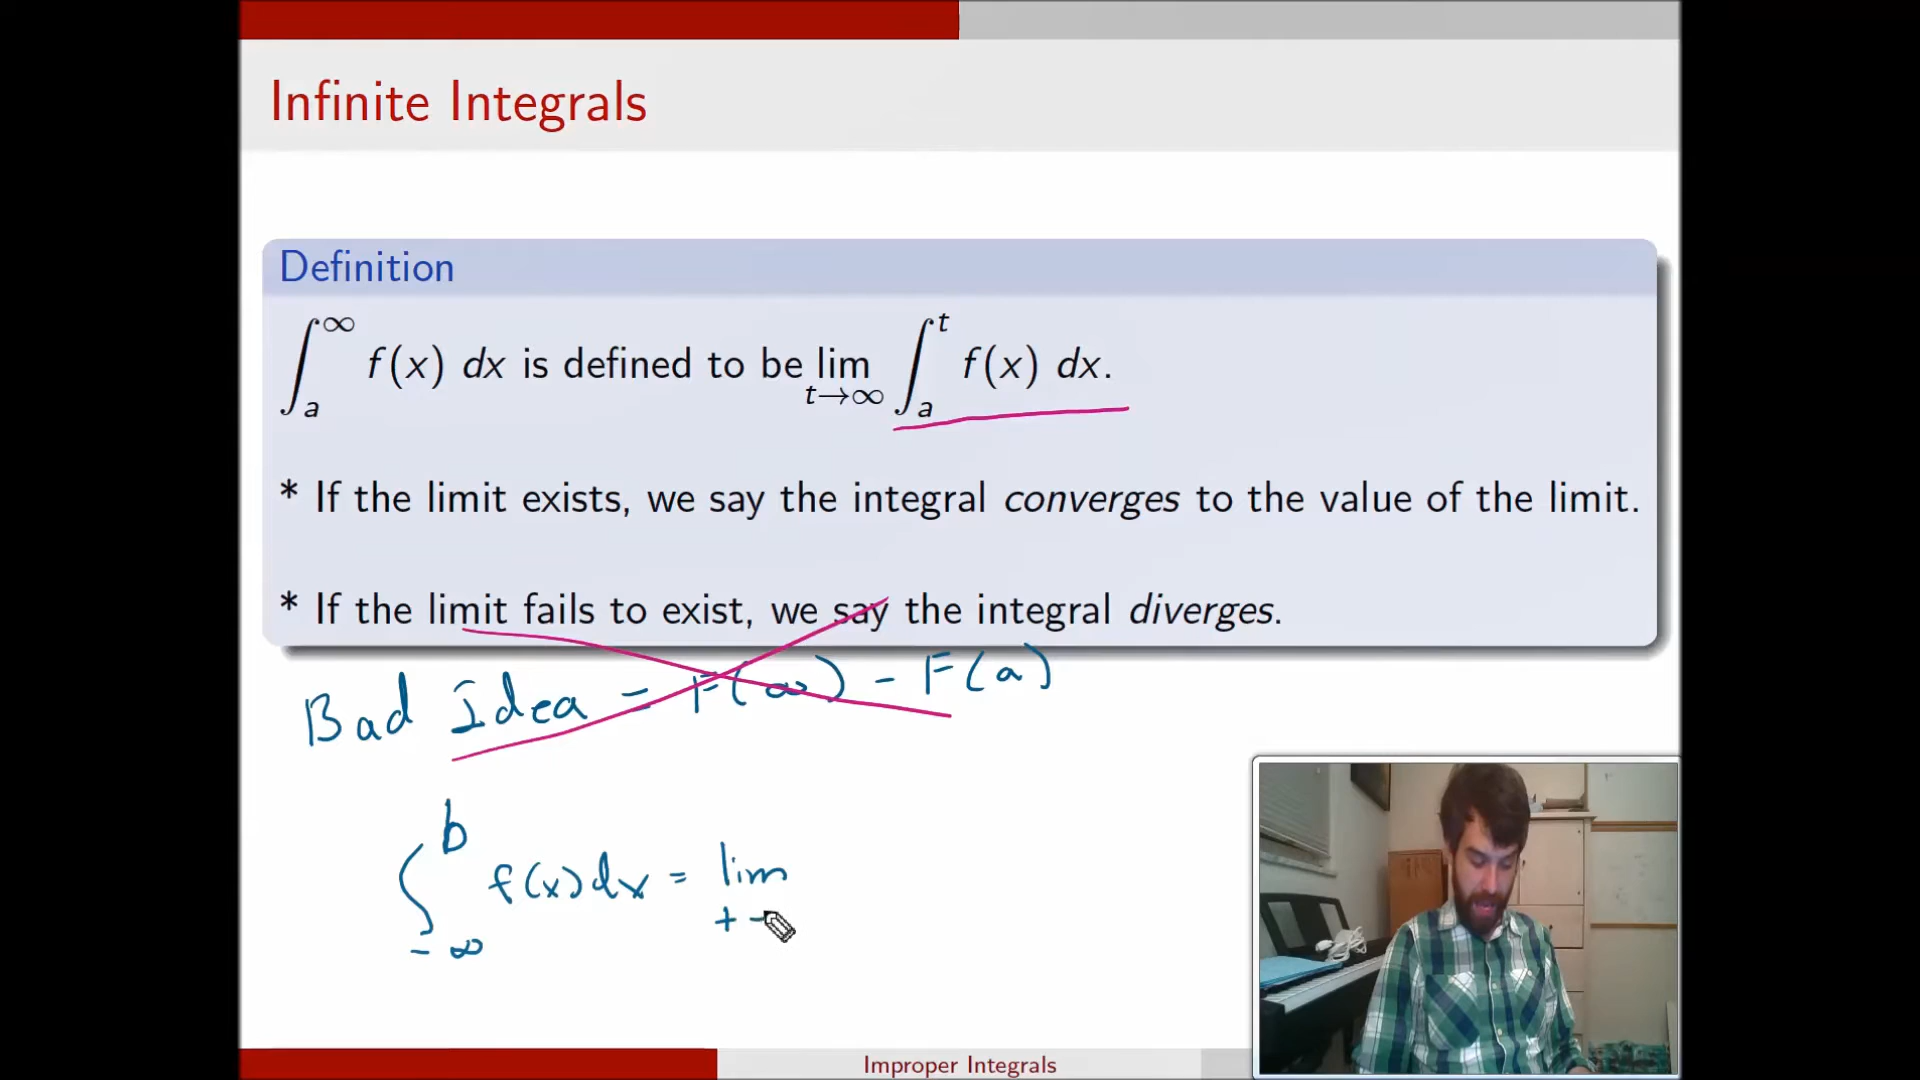 Infinite Integrals
Definition
∫_a^∞ f(x) dx is defined to be lim_{t→∞} ∫_a^t f(x) dx.
* If the limit exists, we say the integral converges to the value of the limit.
* If the limit fails to exist, we say the integral diverges.
Bad Idea = F(∞) - F(a)
∫_{-∞}^b f(x)dx = lim_{t -}
Improper Integrals